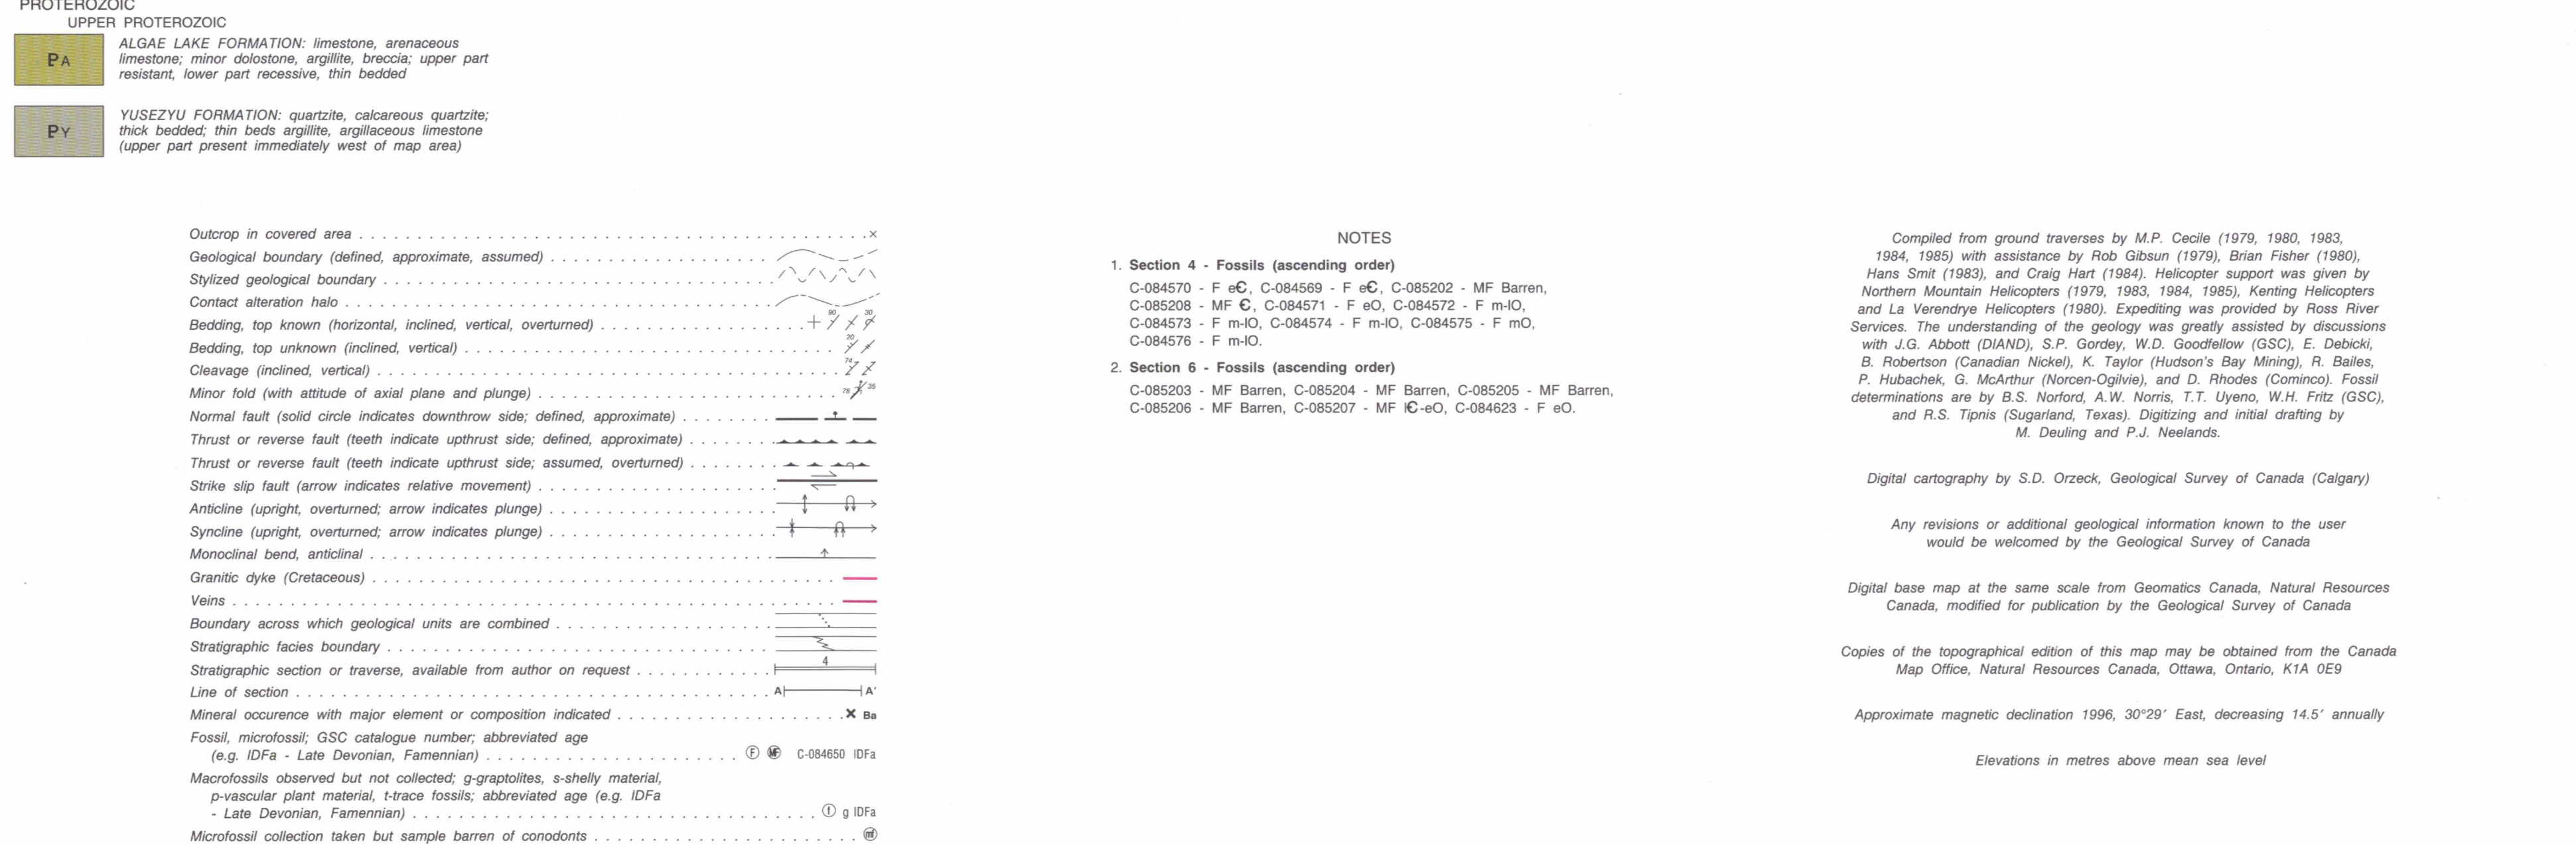 PROTEROZOIC
UPPER PROTEROZOIC
PA
ALGAE LAKE FORMATION: limestone, arenaceous
limestone; minor dolostone, argillite, breccia; upper part
resistant, lower part recessive, thin bedded
PY
YUSEZYU FORMATION: quartzite, calcareous quartzite;
thick bedded; thin beds argillite, argillaceous limestone
(upper part present immediately west of map area)
Outcrop in covered area
Geological boundary (defined, approximate, assumed)
Stylized geological boundary
Contact alteration halo
Bedding, top known (horizontal, inclined, vertical, overturned) 90 30
Bedding, top unknown (inclined, vertical) 20
Cleavage (inclined, vertical) 74
Minor fold (with attitude of axial plane and plunge) 78 35
Normal fault (solid circle indicates downthrow side; defined, approximate)
Thrust or reverse fault (teeth indicate upthrust side; defined, approximate)
Thrust or reverse fault (teeth indicate upthrust side; assumed, overturned)
Strike slip fault (arrow indicates relative movement)
Anticline (upright, overturned; arrow indicates plunge)
Syncline (upright, overturned; arrow indicates plunge)
Monoclinal bend, anticlinal
Granitic dyke (Cretaceous)
Veins
Boundary across which geological units are combined
Stratigraphic facies boundary
Stratigraphic section or traverse, available from author on request 4
Line of section A A'
Mineral occurence with major element or composition indicated Ba
Fossil, microfossil; GSC catalogue number; abbreviated age
(e.g. lDFa - Late Devonian, Famennian) F MF C-084650 lDFa
Macrofossils observed but not collected; g-graptolites, s-shelly material,
p-vascular plant material, t-trace fossils; abbreviated age (e.g. lDFa
- Late Devonian, Famennian) f g lDFa
Microfossil collection taken but sample barren of conodonts mf
NOTES
1. Section 4 - Fossils (ascending order)
C-084570 - F eЄ, C-084569 - F eЄ, C-085202 - MF Barren,
C-085208 - MF Є, C-084571 - F eO, C-084572 - F m-lO,
C-084573 - F m-lO, C-084574 - F m-lO, C-084575 - F mO,
C-084576 - F m-lO.
2. Section 6 - Fossils (ascending order)
C-085203 - MF Barren, C-085204 - MF Barren, C-085205 - MF Barren,
C-085206 - MF Barren, C-085207 - MF lЄ-eO, C-084623 - F eO.
Compiled from ground traverses by M.P. Cecile (1979, 1980, 1983,
1984, 1985) with assistance by Rob Gibsun (1979), Brian Fisher (1980),
Hans Smit (1983), and Craig Hart (1984). Helicopter support was given by
Northern Mountain Helicopters (1979, 1983, 1984, 1985), Kenting Helicopters
and La Verendrye Helicopters (1980). Expediting was provided by Ross River
Services. The understanding of the geology was greatly assisted by discussions
with J.G. Abbott (DIAND), S.P. Gordey, W.D. Goodfellow (GSC), E. Debicki,
B. Robertson (Canadian Nickel), K. Taylor (Hudson's Bay Mining), R. Bailes,
P. Hubachek, G. McArthur (Norcen-Ogilvie), and D. Rhodes (Cominco). Fossil
determinations are by B.S. Norford, A.W. Norris, T.T. Uyeno, W.H. Fritz (GSC),
and R.S. Tipnis (Sugarland, Texas). Digitizing and initial drafting by
M. Deuling and P.J. Neelands.
Digital cartography by S.D. Orzeck, Geological Survey of Canada (Calgary)
Any revisions or additional geological information known to the user
would be welcomed by the Geological Survey of Canada
Digital base map at the same scale from Geomatics Canada, Natural Resources
Canada, modified for publication by the Geological Survey of Canada
Copies of the topographical edition of this map may be obtained from the Canada
Map Office, Natural Resources Canada, Ottawa, Ontario, K1A 0E9
Approximate magnetic declination 1996, 30°29' East, decreasing 14.5' annually
Elevations in metres above mean sea level